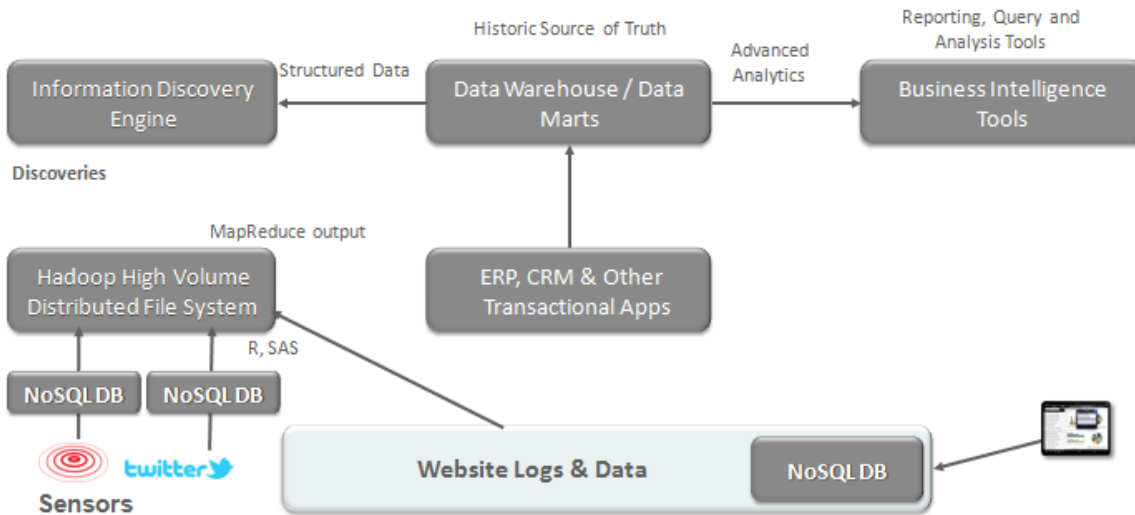 Historic Source of Truth
Reporting, Query and
Analysis Tools
Structured Data
Advanced
Analytics
Information Discovery
Engine
Data Warehouse / Data
Marts
Business Intelligence
Tools
Discoveries
MapReduce output
Hadoop High Volume
Distributed File System
ERP, CRM & Other
Transactional Apps
R, SAS
NoSQL DB
NoSQL DB
twitter
Sensors
Website Logs & Data
NoSQL DB